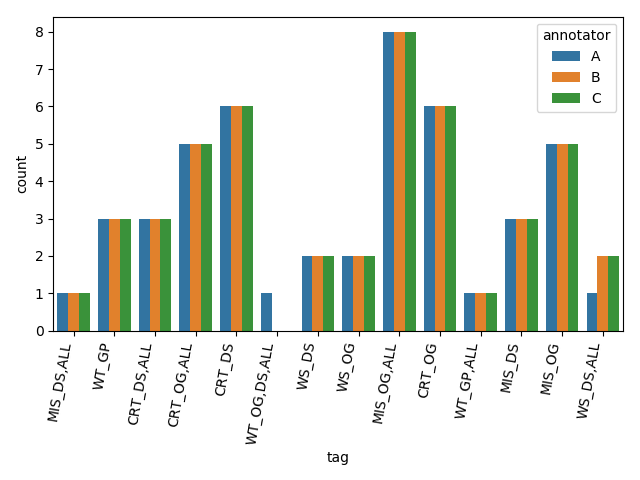 annotator
A
B
C
count
8
7
6
5
4
3
2
1
0
MIS_DS,ALL
WT_GP
CRT_DS,ALL
CRT_OG,ALL
CRT_DS
WT_OG,DS,ALL
WS_DS
WS_OG
MIS_OG,ALL
CRT_OG
WT_GP,ALL
MIS_DS
MIS_OG
WS_DS,ALL
tag